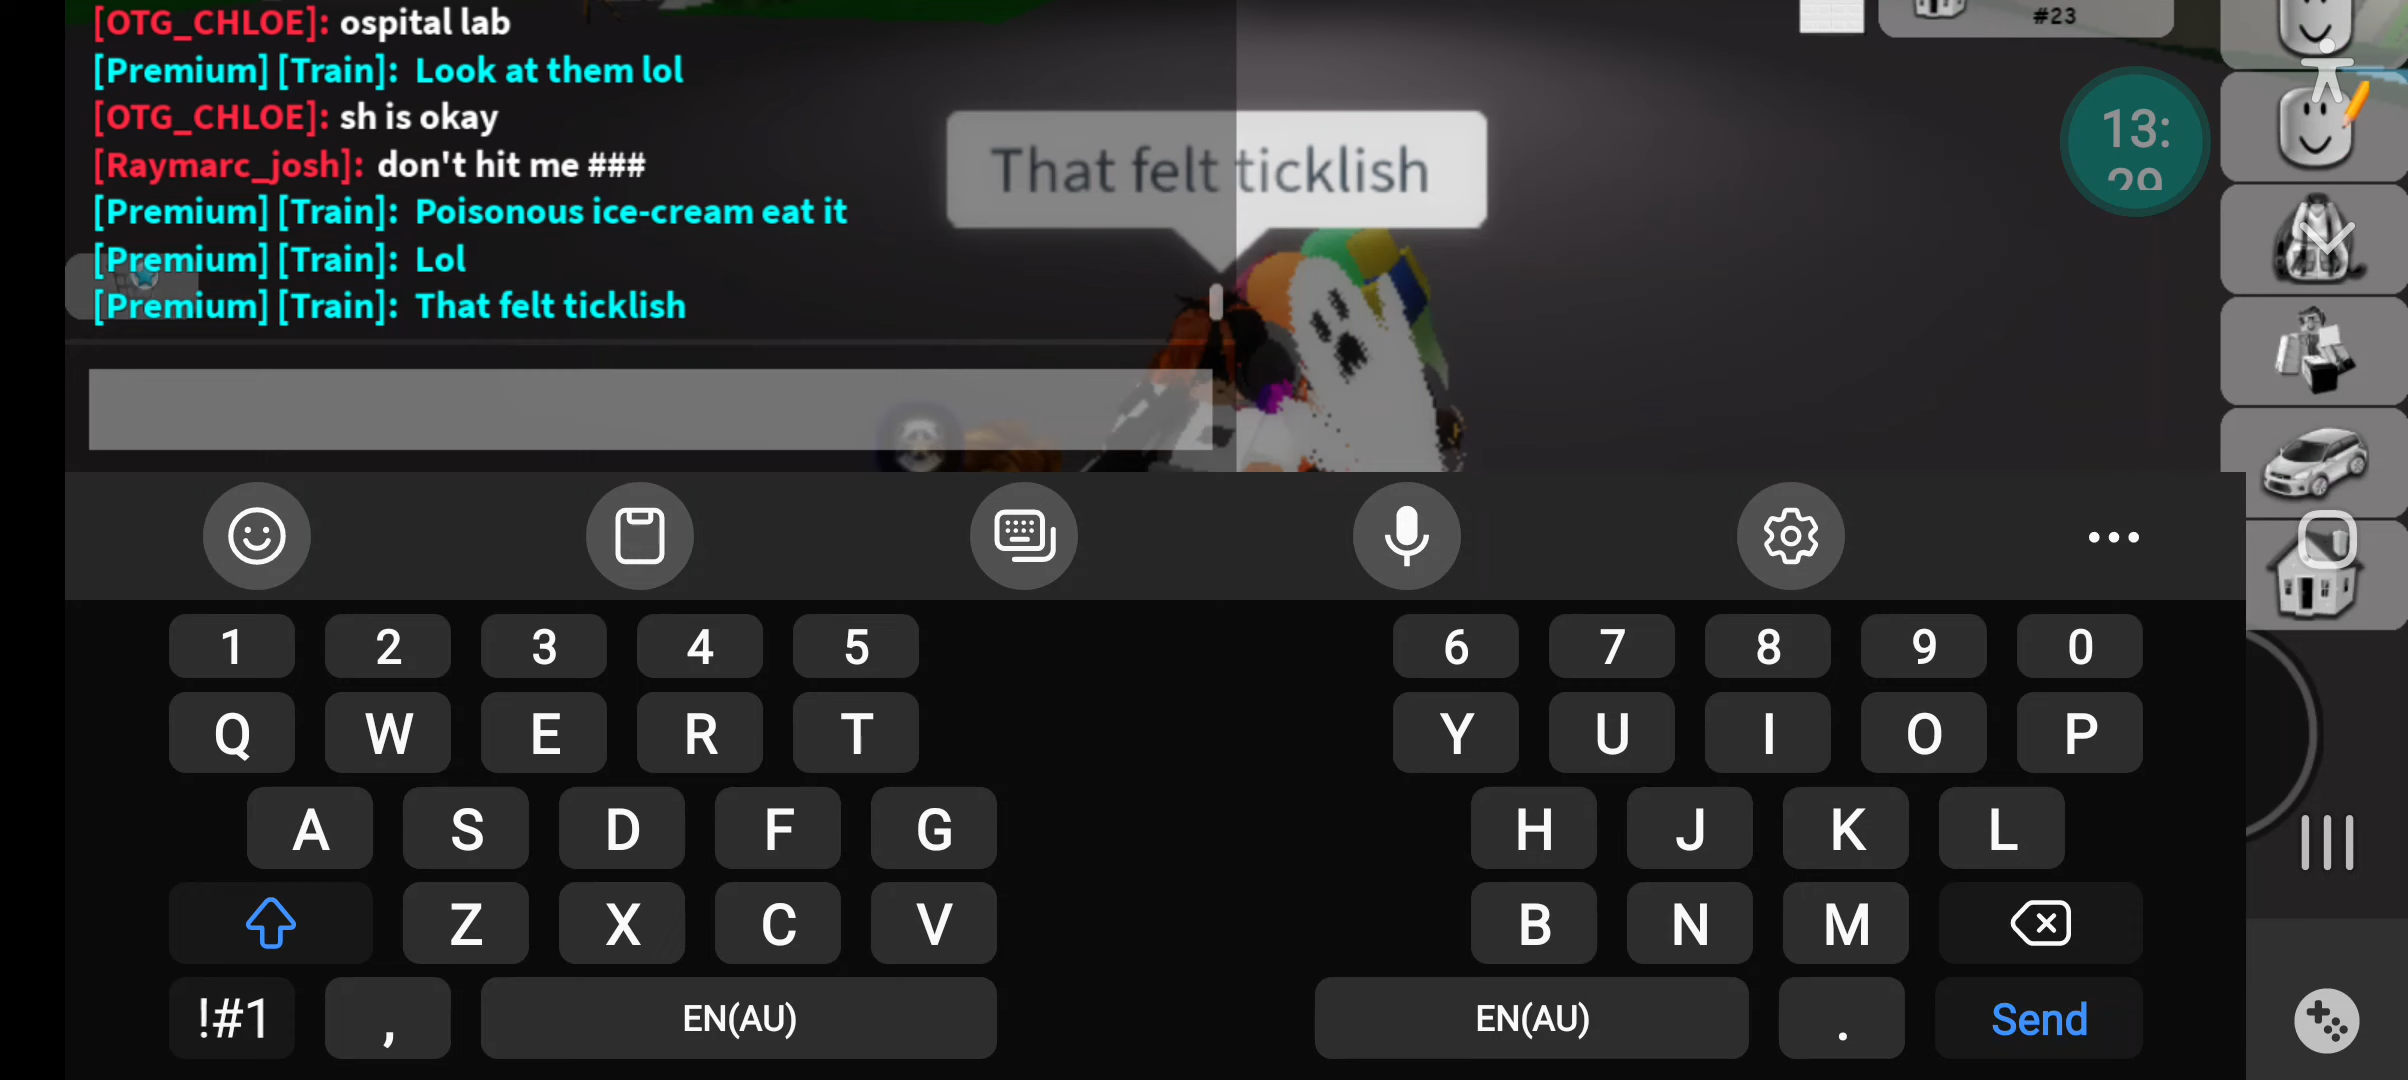 [OTG_CHLOE]: ospital lab
[Premium] [Train]: Look at them lol
[OTG_CHLOE]: sh is okay
[Raymarc_josh]: don't hit me ###
[Premium] [Train]: Poisonous ice-cream eat it
[Premium] [Train]: Lol
[Premium] [Train]: That felt ticklish
That felt ticklish
#23
13:
29
1 2 3 4 5 6 7 8 9 0
Q W E R T Y U I O P
A S D F G H J K L
Z X C V B N M
!#1 , EN(AU) EN(AU) . Send